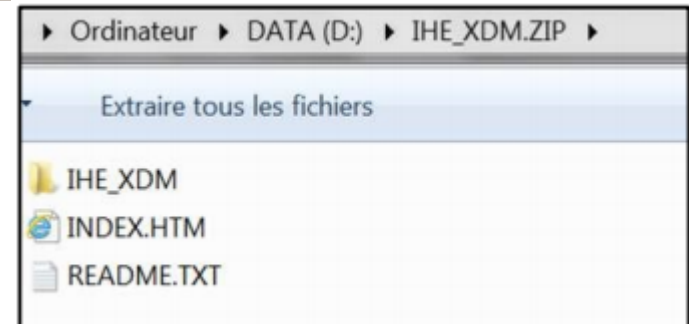 Ordinateur DATA (D:) IHE_XDM.ZIP
Extraire tous les fichiers
IHE_XDM
INDEX.HTM
README.TXT